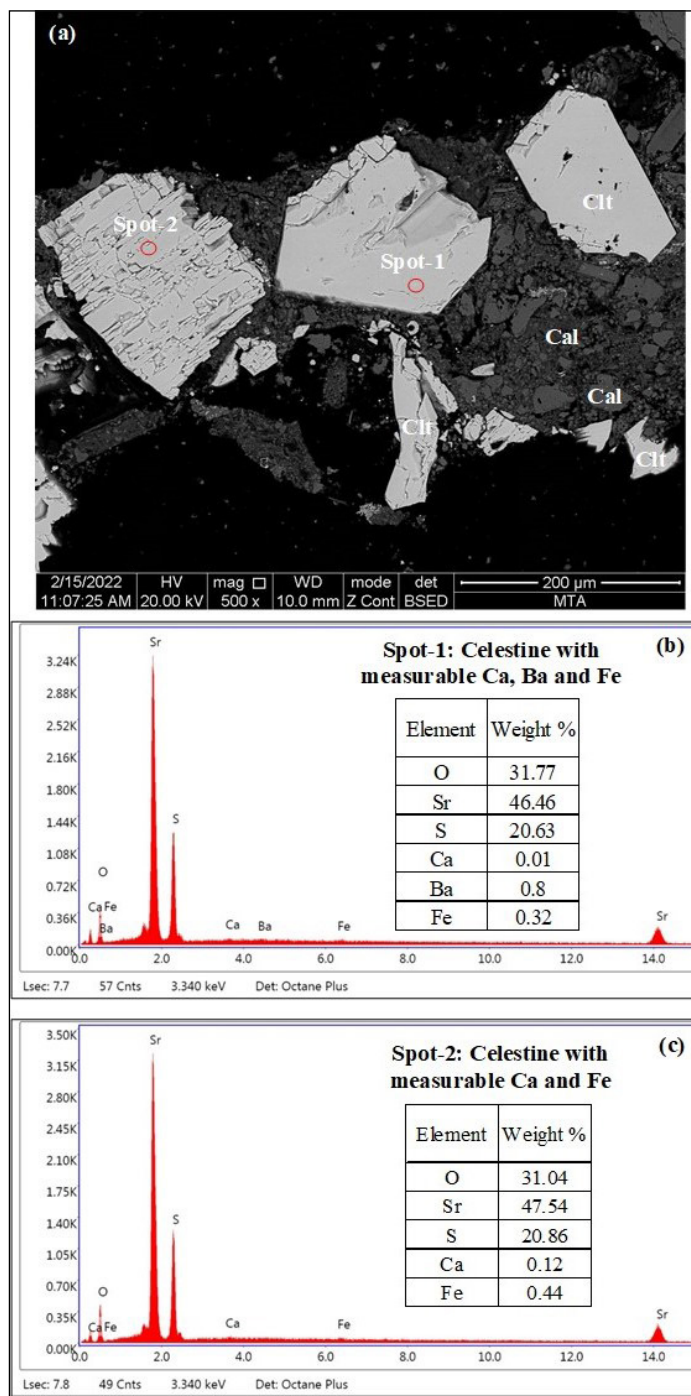 (a)
Spot-2
Spot-1
Clt
Cal
Cal
Clt
Clt
2/15/2022 HV mag WD mode det 200 µm
11:07:25 AM 20.00 kV 500 x 10.0 mm Z Cont BSED MTA
(b)
Spot-1: Celestine with
measurable Ca, Ba and Fe
Element Weight %
O 31.77
Sr 46.46
S 20.63
Ca 0.01
Ba 0.8
Fe 0.32
3.24K
2.88K
2.52K
2.16K
1.80K
1.44K
1.08K
0.72K
0.36K
0.00K
Sr
S
O
Ca Fe
Ba
Ca Ba Fe Sr
0.0 2.0 4.0 6.0 8.0 10.0 12.0 14.0
Lsec: 7.7 57 Cnts 3.340 keV Det: Octane Plus
(c)
Spot-2: Celestine with
measurable Ca and Fe
Element Weight %
O 31.04
Sr 47.54
S 20.86
Ca 0.12
Fe 0.44
3.50K
3.15K
2.80K
2.45K
2.10K
1.75K
1.40K
1.05K
0.70K
0.35K
0.00K
Sr
S
O
Ca Fe
Ca Fe Sr
0.0 2.0 4.0 6.0 8.0 10.0 12.0 14.0
Lsec: 7.8 49 Cnts 3.340 keV Det: Octane Plus